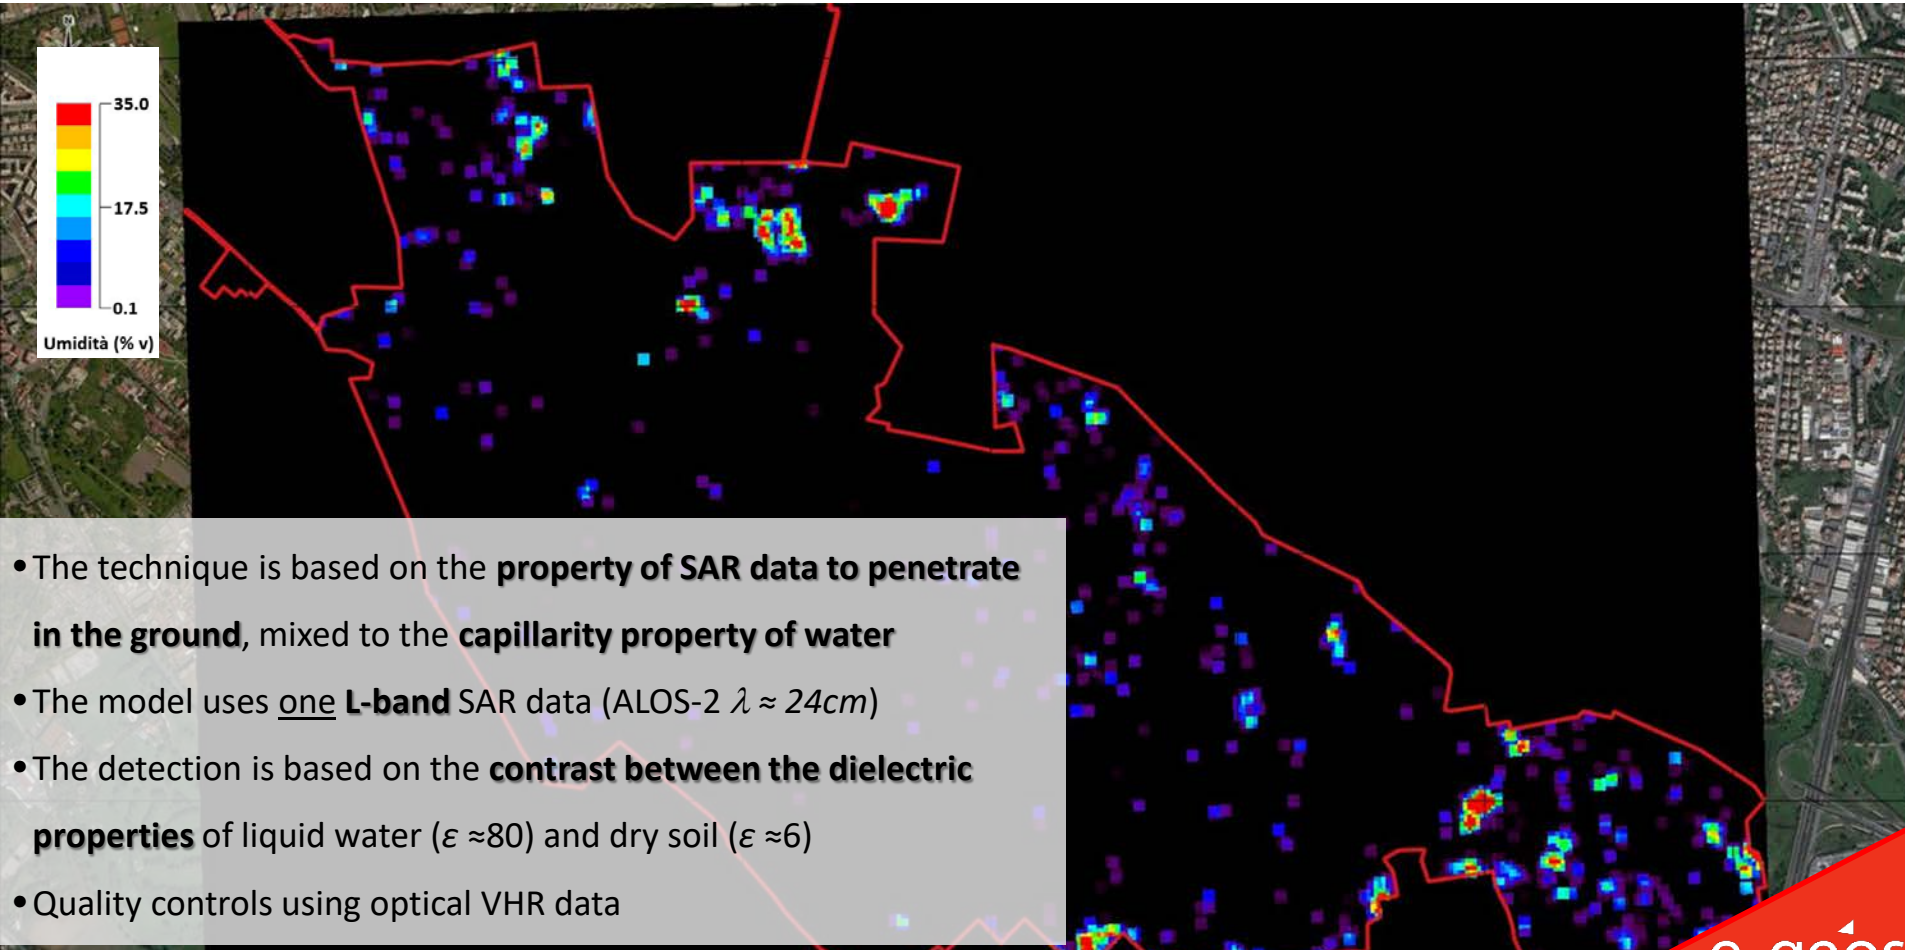 N
35.0
17.5
0.1
Umidità (% v)
• The technique is based on the property of SAR data to penetrate
in the ground, mixed to the capillarity property of water
• The model uses one L-band SAR data (ALOS-2 λ ≈ 24cm)
• The detection is based on the contrast between the dielectric
properties of liquid water (ε ≈80) and dry soil (ε ≈6)
• Quality controls using optical VHR data